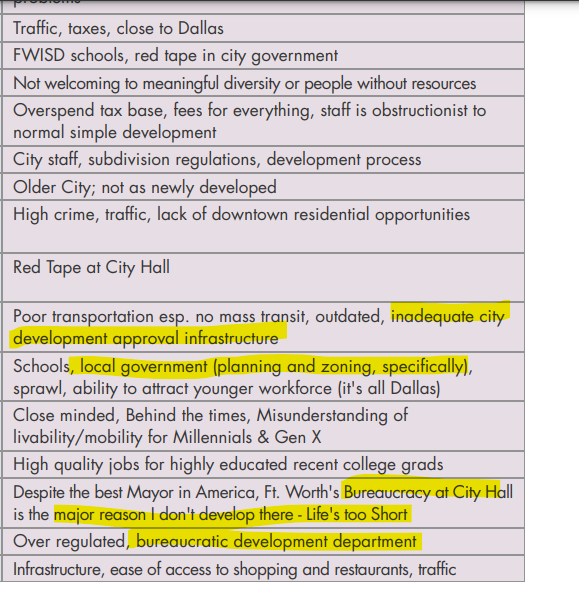 problems
Traffic, taxes, close to Dallas
FWISD schools, red tape in city government
Not welcoming to meaningful diversity or people without resources
Overspend tax base, fees for everything, staff is obstructionist to
normal simple development
City staff, subdivision regulations, development process
Older City; not as newly developed
High crime, traffic, lack of downtown residential opportunities
Red Tape at City Hall
Poor transportation esp. no mass transit, outdated, inadequate city
development approval infrastructure
Schools, local government (planning and zoning, specifically),
sprawl, ability to attract younger workforce (it's all Dallas)
Close minded, Behind the times, Misunderstanding of
livability/mobility for Millennials & Gen X
High quality jobs for highly educated recent college grads
Despite the best Mayor in America, Ft. Worth's Bureaucracy at City Hall
is the major reason I don't develop there - Life's too Short
Over regulated, bureaucratic development department
Infrastructure, ease of access to shopping and restaurants, traffic